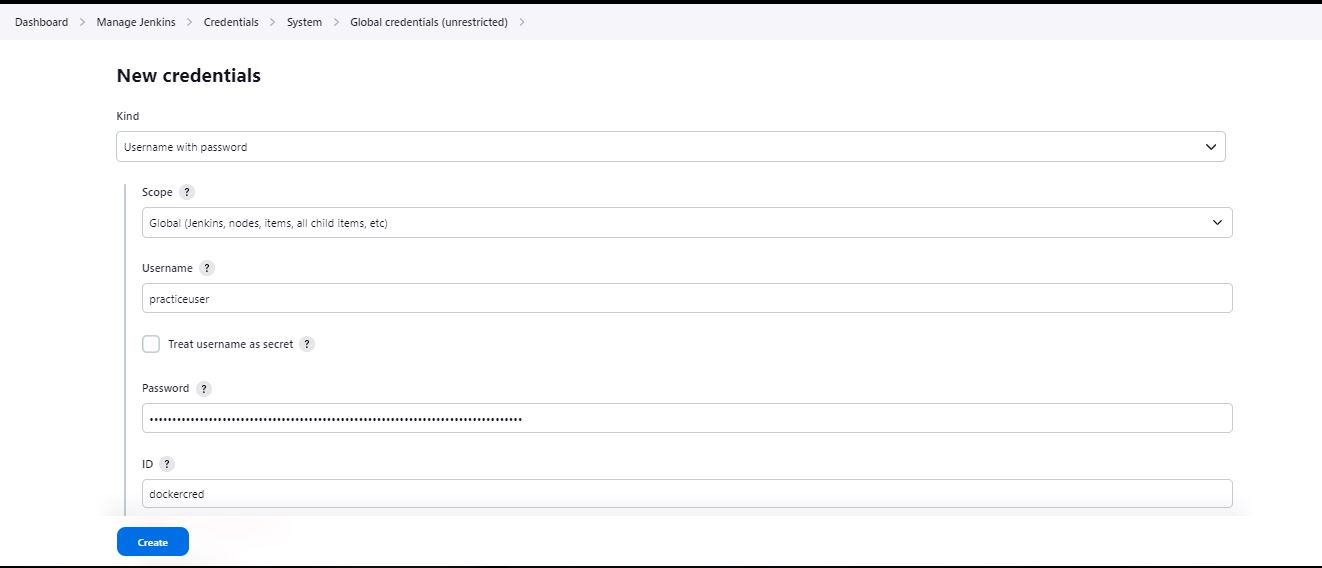 Dashboard > Manage Jenkins > Credentials > System > Global credentials (unrestricted) >
New credentials
Kind
Username with password
Scope ?
Global (Jenkins, nodes, items, all child items, etc)
Username ?
practiceuser
Treat username as secret ?
Password ?
••••••••••••••••••••••••••••••••••••••••••••••••••••••••••••••••••••••••••••••••••
ID ?
dockercred
Create